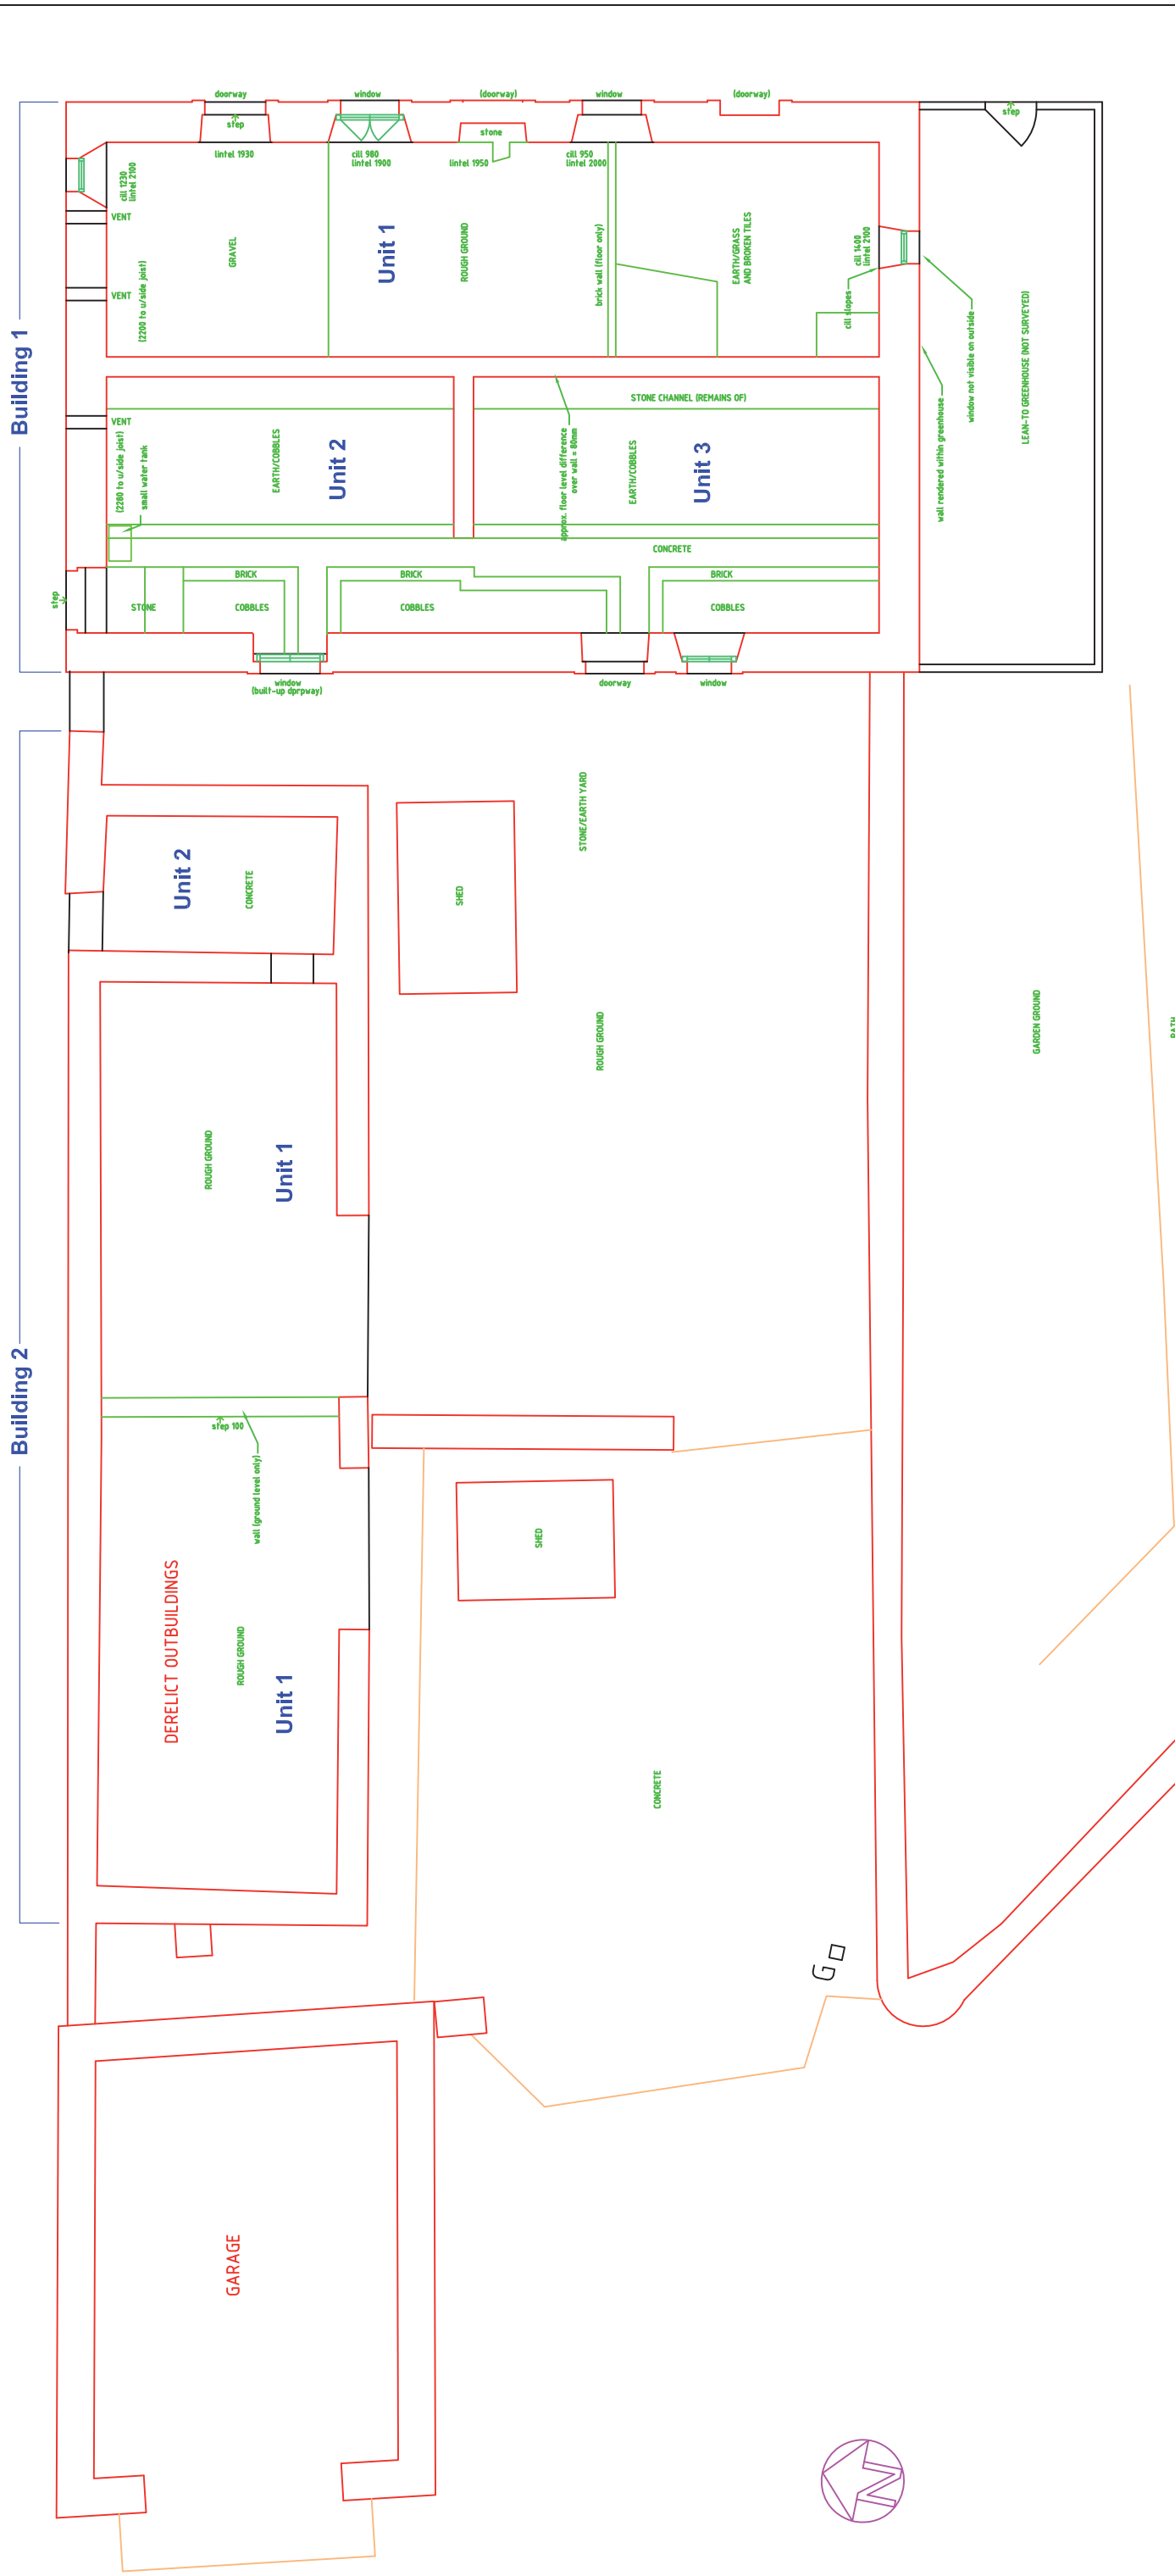 doorway
window
(doorway)
window
(doorway)
step
step
stone
lintel 1930
cill 980
lintel 1900
lintel 1950
cill 950
lintel 2000
cill 1230
lintel 2100
VENT
GRAVEL
Unit 1
ROUGH GROUND
brick wall (floor only)
EARTH/GRASS
AND BROKEN TILES
cill 1400
lintel 2100
cill slopes
VENT
(2200 to u/side joist)
window not visible on outside
LEAN-TO GREENHOUSE (NOT SURVEYED)
wall rendered within greenhouse
Building 1
STONE CHANNEL (REMAINS OF)
VENT
(2280 to u/side joist)
small water tank
EARTH/COBBLES
Unit 2
approx. floor level difference
over wall = 80mm
EARTH/COBBLES
Unit 3
CONCRETE
BRICK
BRICK
BRICK
step
STONE
COBBLES
COBBLES
COBBLES
window
(built-up dprpway)
doorway
window
STONE/EARTH YARD
Unit 2
CONCRETE
SHED
ROUGH GROUND
GARDEN GROUND
PATH
ROUGH GROUND
Unit 1
Building 2
step 100
wall (ground level only)
SHED
DERELICT OUTBUILDINGS
ROUGH GROUND
Unit 1
CONCRETE
GO
GARAGE
N